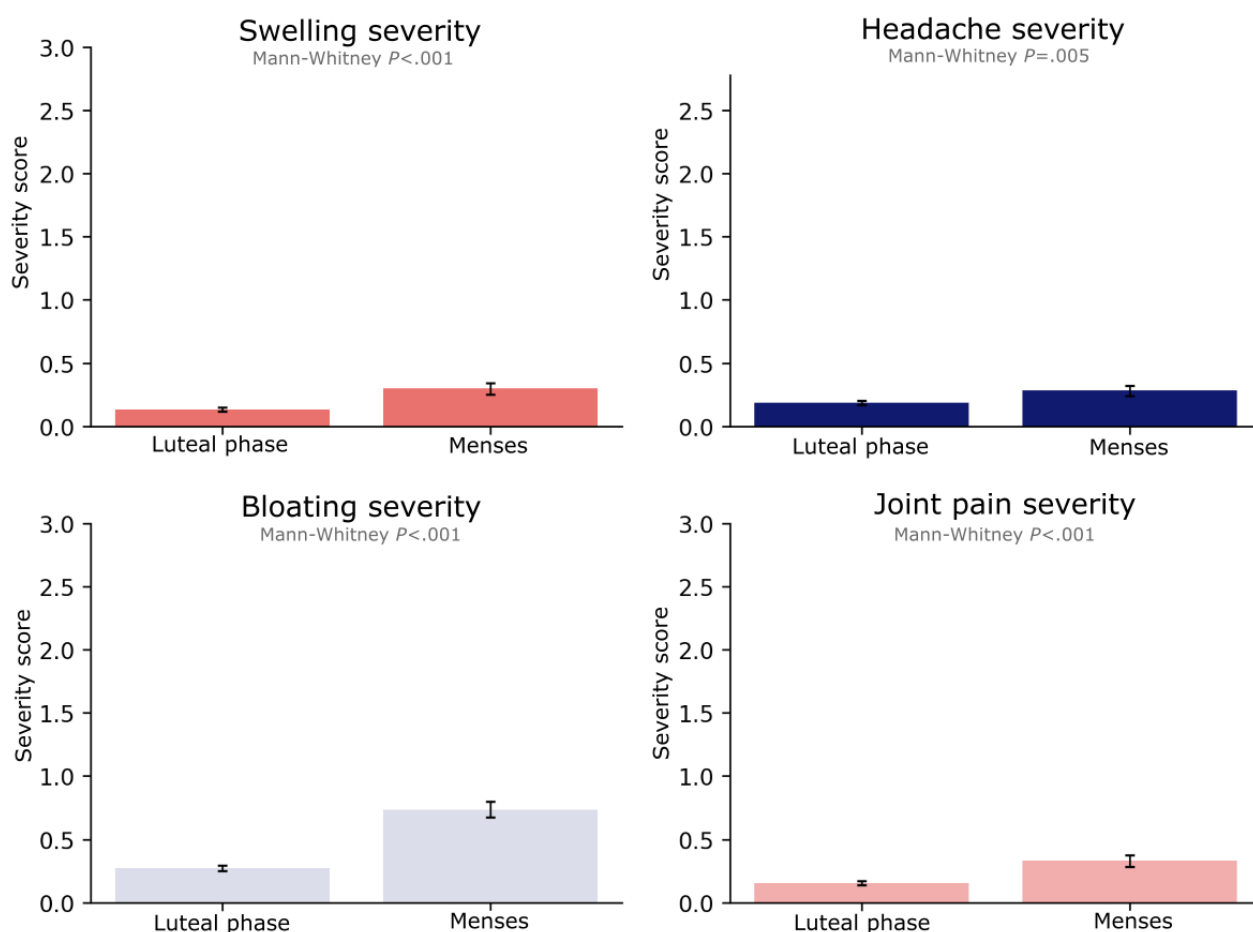 Swelling severity
Mann-Whitney P<.001
3.0
2.5
2.0
1.5
1.0
0.5
0.0
Severity score
Luteal phase
Menses
Headache severity
Mann-Whitney P=.005
2.5
2.0
1.5
1.0
0.5
0.0
Severity score
Luteal phase
Menses
Bloating severity
Mann-Whitney P<.001
3.0
2.5
2.0
1.5
1.0
0.5
0.0
Severity score
Luteal phase
Menses
Joint pain severity
Mann-Whitney P<.001
3.0
2.5
2.0
1.5
1.0
0.5
0.0
Severity score
Luteal phase
Menses